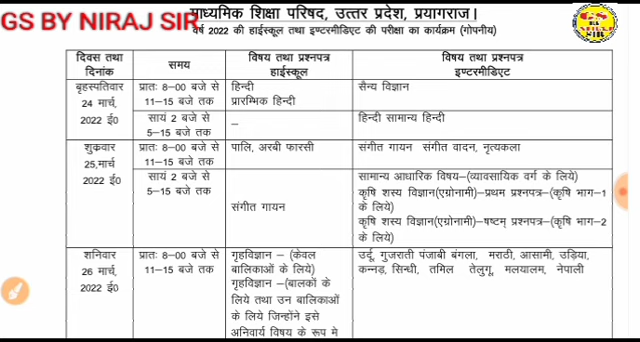 GS BY NIRAJ SIR
माध्यमिक शिक्षा परिषद, उत्तर प्रदेश, प्रयागराज।
वर्ष 2022 की हाईस्कूल तथा इण्टरमीडिएट की परीक्षा का कार्यक्रम (गोपनीय)
दिवस तथा दिनांक
समय
विषय तथा प्रश्नपत्र
हाईस्कूल
विषय तथा प्रश्नपत्र
इण्टरमीडिएट
बृहस्पतिवार
24 मार्च,
2022 ई0
प्रातः 8–00 बजे से
11–15 बजे तक
हिन्दी
प्रारम्भिक हिन्दी
सैन्य विज्ञान
सायं 2 बजे से
5–15 बजे तक
–
हिन्दी सामान्य हिन्दी
शुक्रवार
25,मार्च
2022 ई0
प्रातः 8–00 बजे से
11–15 बजे तक
पालि, अरबी फारसी
संगीत गायन संगीत वादन, नृत्यकला
सायं 2 बजे से
5–15 बजे तक
संगीत गायन
सामान्य आधारिक विषय–(व्यावसायिक वर्ग के लिये)
कृषि शस्य विज्ञान(एग्रोनामी)–प्रथम प्रश्नपत्र–(कृषि भाग–1
के लिये)
कृषि शस्य विज्ञान(एग्रोनामी)–षष्टम् प्रश्नपत्र–(कृषि भाग–2
के लिये)
शनिवार
26 मार्च,
2022 ई0
प्रातः 8–00 बजे से
11–15 बजे तक
गृहविज्ञान – (केवल
बालिकाओं के लिये)
गृहविज्ञान –(बालकों के
लिये तथा उन बालिकाओं
के लिये जिन्होंने इसे
अनिवार्य विषय के रूप मे
उर्दू, गुजराती पंजाबी बंगला, मराठी, आसामी, उड़िया,
कन्नड़, सिन्धी, तमिल तेलुगू, मलयालम, नेपाली